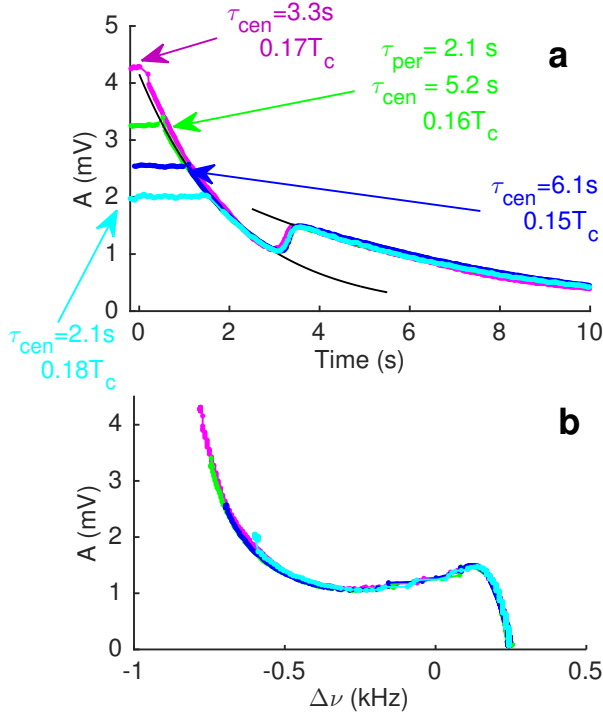 τcen=3.3s
0.17Tc
a
τper= 2.1 s
τcen = 5.2 s
0.16Tc
5
4
3
2
1
0
A (mV)
τcen=6.1s
0.15Tc
0
2
4
6
8
10
Time (s)
τcen=2.1s
0.18Tc
b
4
3
2
1
0
A (mV)
-1
-0.5
0
0.5
Δν (kHz)